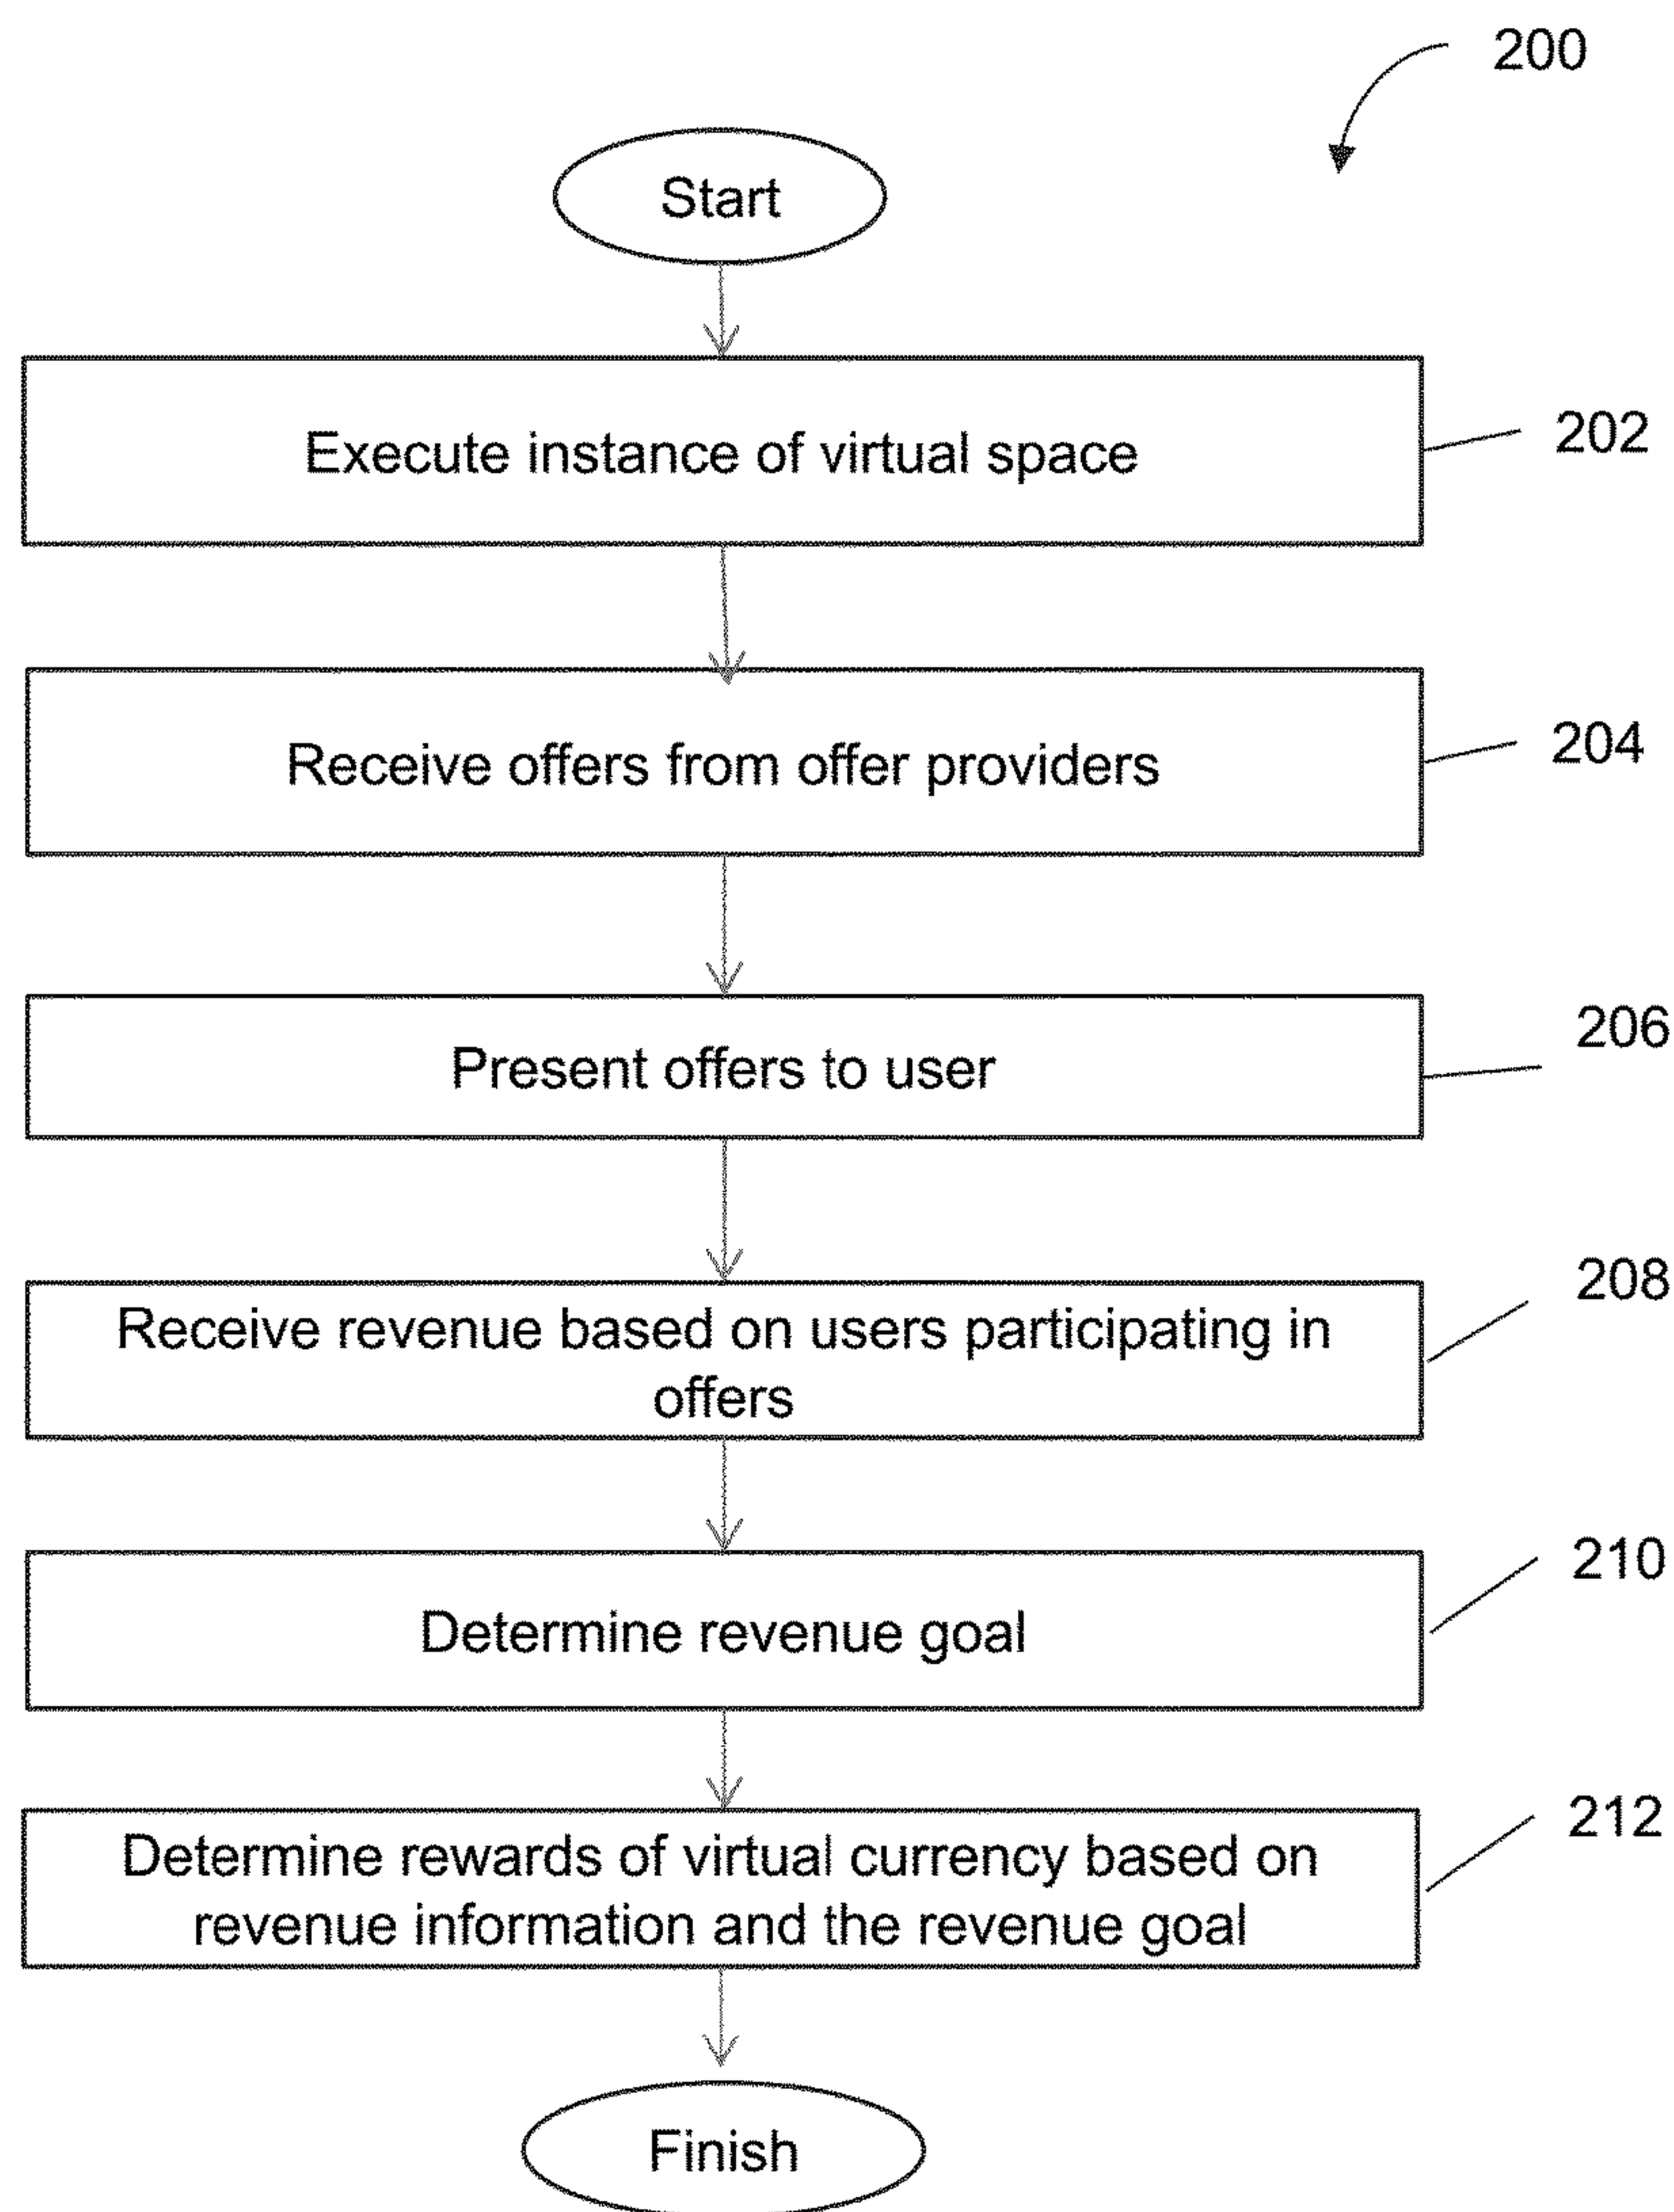 200
Start
Execute instance of virtual space
202
Receive offers from offer providers
204
Present offers to user
206
Receive revenue based on users participating in
offers
208
Determine revenue goal
210
Determine rewards of virtual currency based on
revenue information and the revenue goal
212
Finish